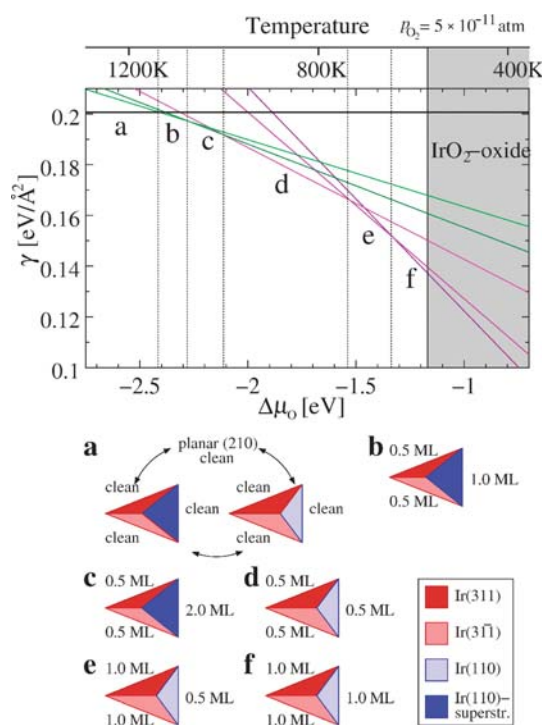 Temperature
pO₂ = 5 × 10⁻¹¹ atm
1200K 800K 400K
0.2
0.18
0.16
0.14
0.12
0.1
γ [eV/Å²]
a
b
c
d
e
f
IrO₂–oxide
−2.5 −2 −1.5 −1
Δμ_O [eV]
a
planar (210)
clean
clean
clean
clean
clean
clean
clean
b
0.5 ML
1.0 ML
0.5 ML
c
0.5 ML
2.0 ML
0.5 ML
d
0.5 ML
0.5 ML
0.5 ML
e
1.0 ML
0.5 ML
1.0 ML
f
1.0 ML
1.0 ML
1.0 ML
Ir(311)
Ir(31̅1)
Ir(110)
Ir(110)–
superstr.